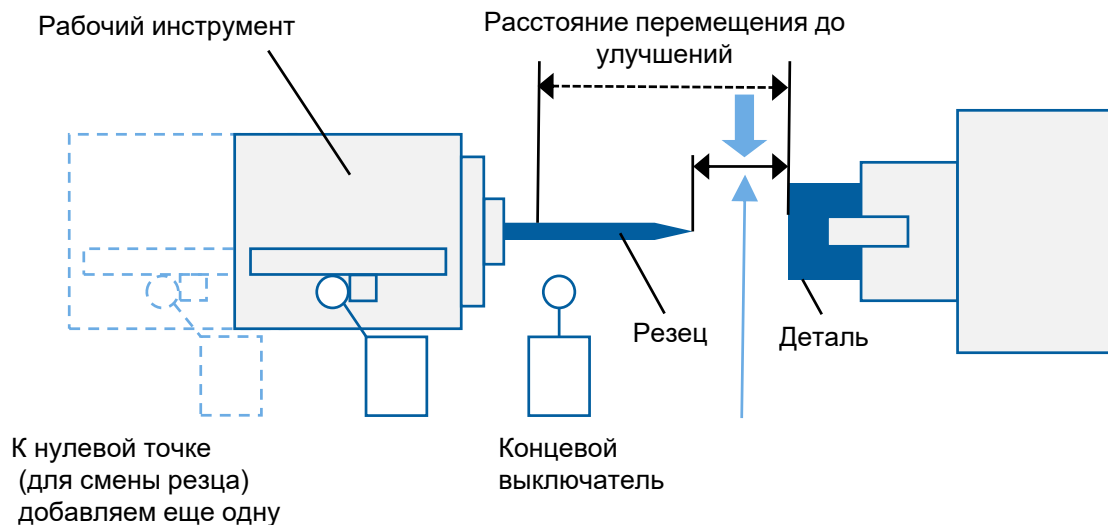 Рабочий инструмент
Расстояние перемещения до
улучшений
Резец
Деталь
К нулевой точке
(для смены резца)
добавляем еще одну
Концевой
выключатель